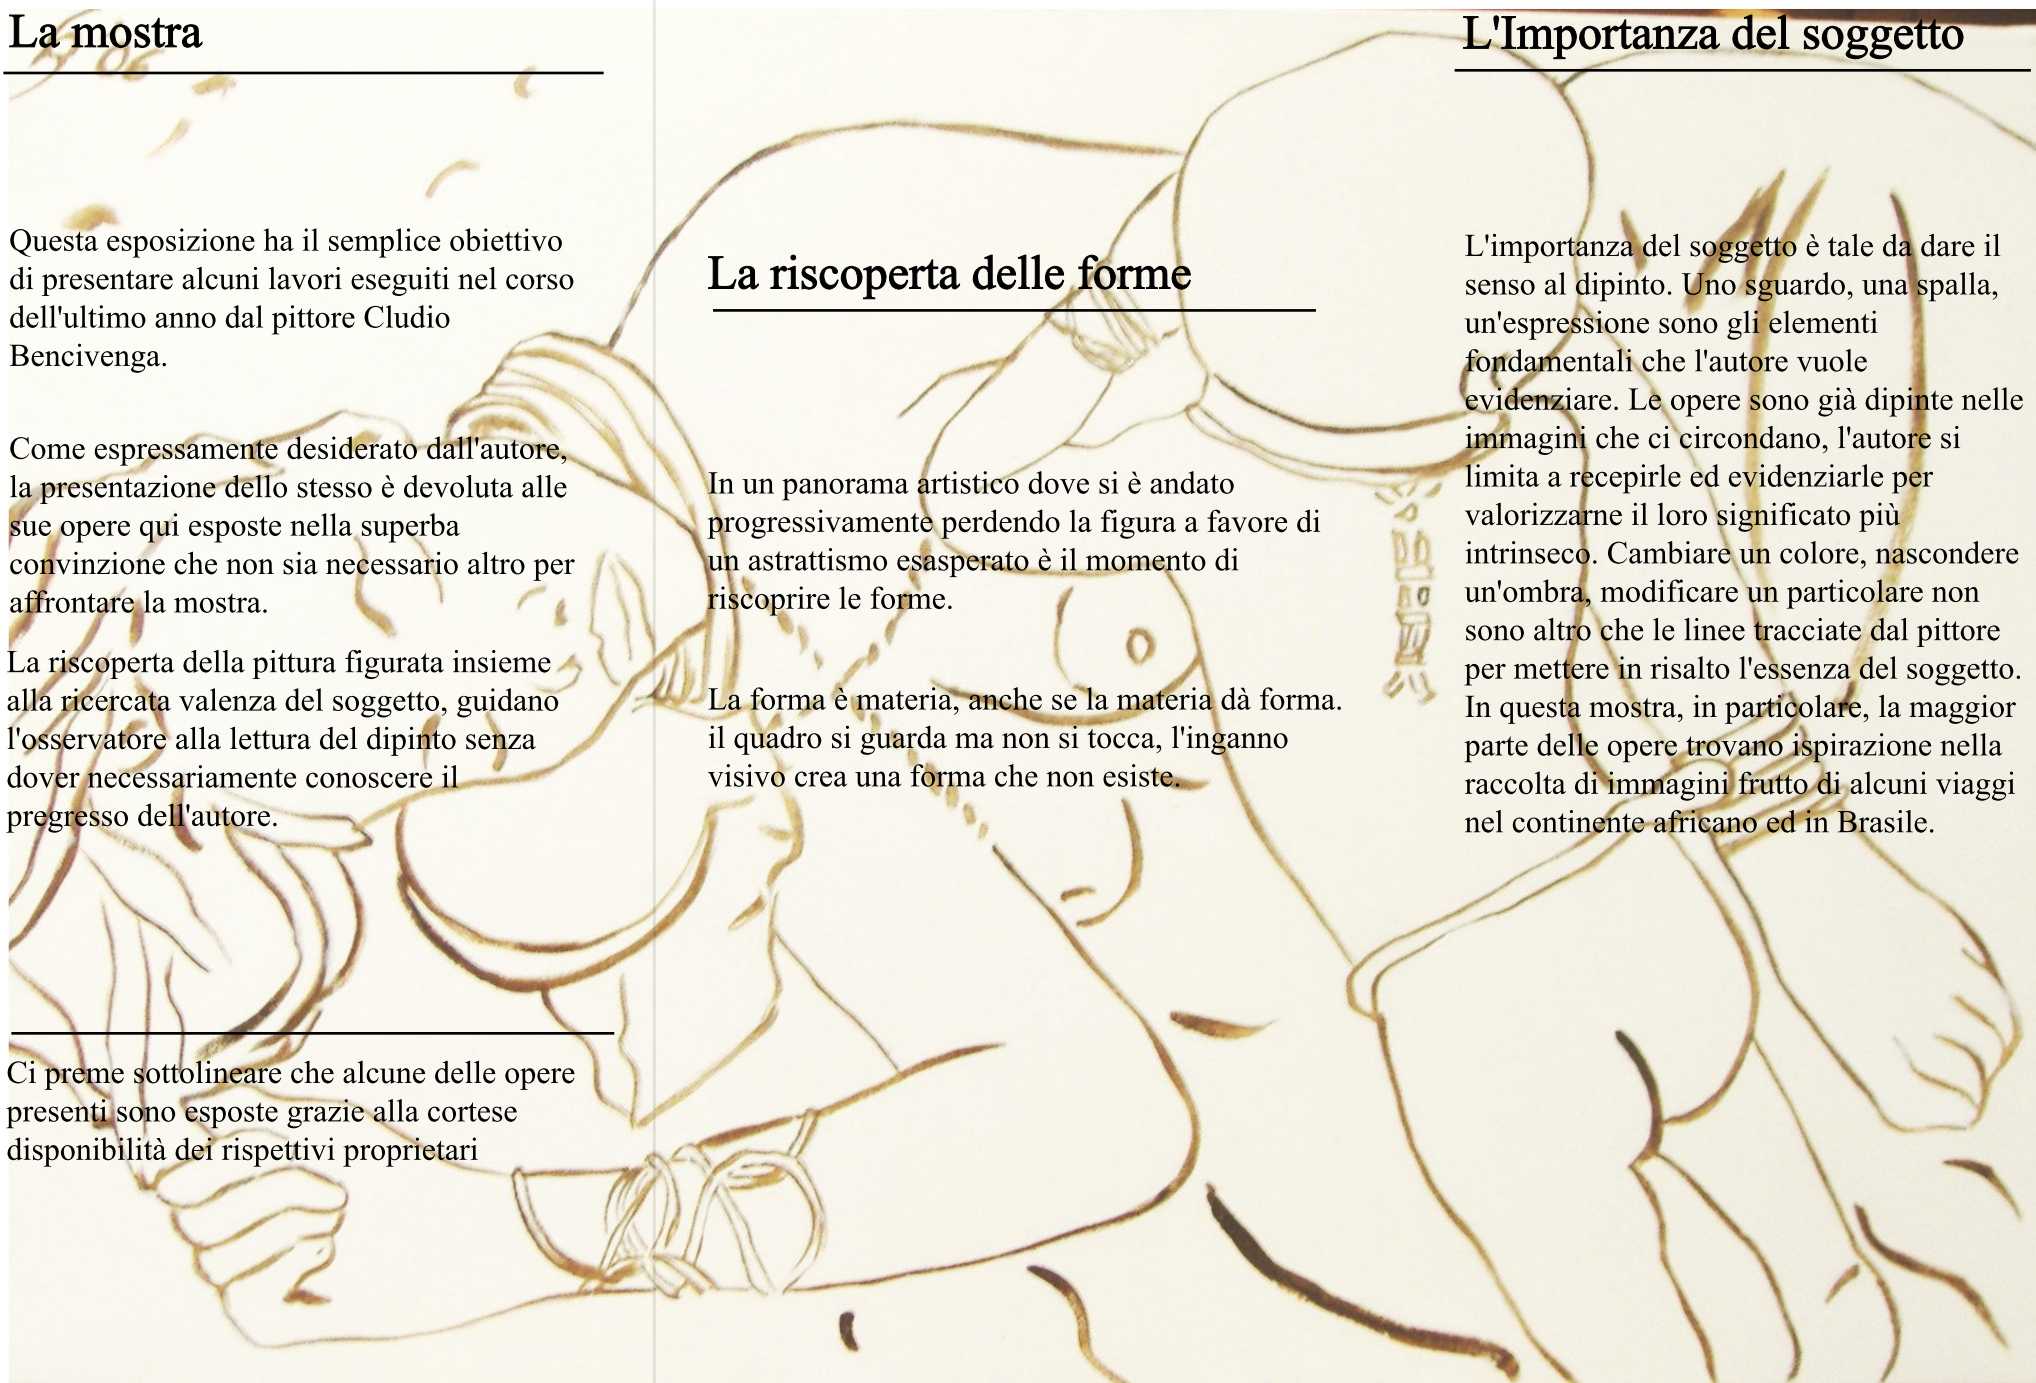 La mostra
Questa esposizione ha il semplice obiettivo
di presentare alcuni lavori eseguiti nel corso
dell'ultimo anno dal pittore Cludio
Bencivenga.
Come espressamente desiderato dall'autore,
la presentazione dello stesso è devoluta alle
sue opere qui esposte nella superba
convinzione che non sia necessario altro per
affrontare la mostra.
La riscoperta della pittura figurata insieme
alla ricercata valenza del soggetto, guidano
l'osservatore alla lettura del dipinto senza
dover necessariamente conoscere il
pregresso dell'autore.
Ci preme sottolineare che alcune delle opere
presenti sono esposte grazie alla cortese
disponibilità dei rispettivi proprietari
La riscoperta delle forme
In un panorama artistico dove si è andato
progressivamente perdendo la figura a favore di
un astrattismo esasperato è il momento di
riscoprire le forme.
La forma è materia, anche se la materia dà forma.
il quadro si guarda ma non si tocca, l'inganno
visivo crea una forma che non esiste.
L'Importanza del soggetto
L'importanza del soggetto è tale da dare il
senso al dipinto. Uno sguardo, una spalla,
un'espressione sono gli elementi
fondamentali che l'autore vuole
evidenziare. Le opere sono già dipinte nelle
immagini che ci circondano, l'autore si
limita a recepirle ed evidenziarle per
valorizzarne il loro significato più
intrinseco. Cambiare un colore, nascondere
un'ombra, modificare un particolare non
sono altro che le linee tracciate dal pittore
per mettere in risalto l'essenza del soggetto.
In questa mostra, in particolare, la maggior
parte delle opere trovano ispirazione nella
raccolta di immagini frutto di alcuni viaggi
nel continente africano ed in Brasile.